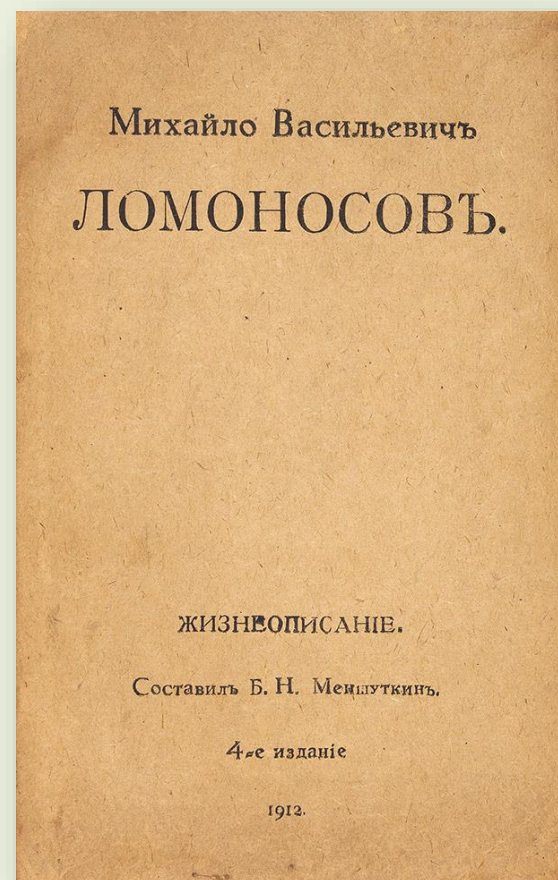 Михайло Васильевичъ
ЛОМОНОСОВЪ.
ЖИЗНЕОПИСАНІЕ.
Составилъ Б. Н. Меншуткинъ.
4-е изданіе
1912.